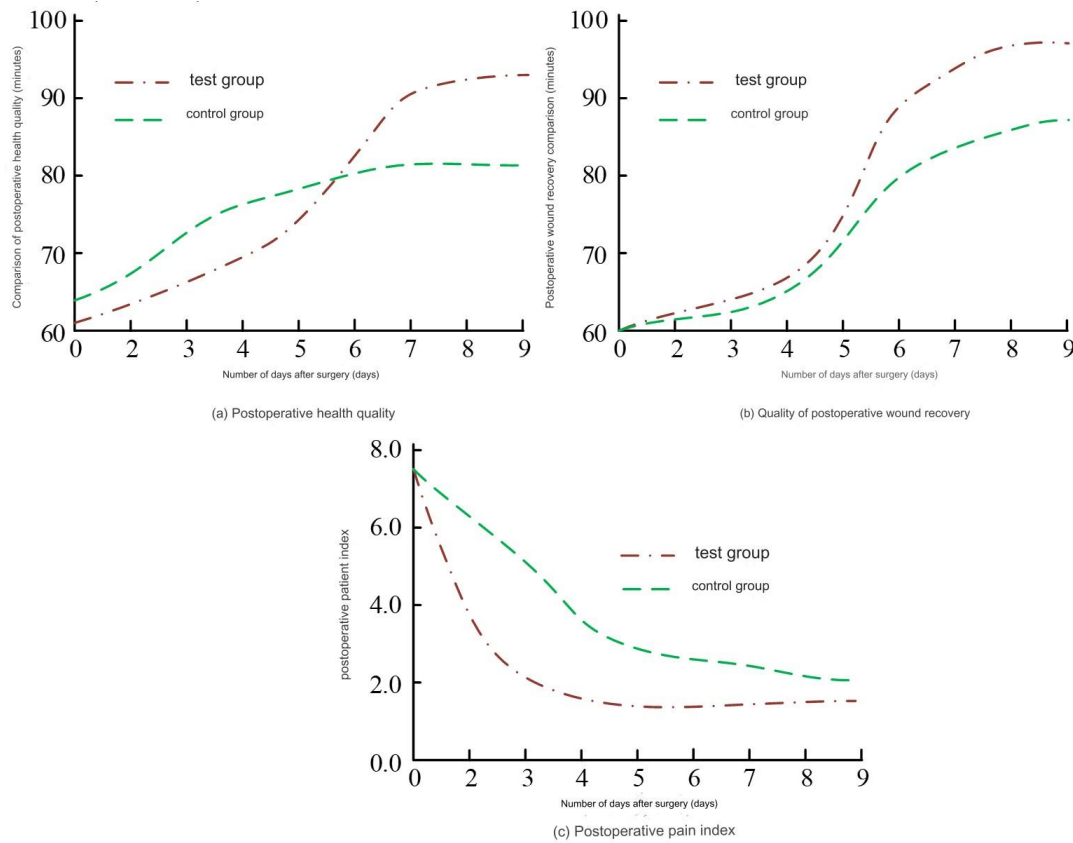 100
90
80
70
60
Comparison of postoperative health quality (minutes)
test group
control group
0 2 3 4 5 6 7 8 9
Number of days after surgery (days)
(a) Postoperative health quality
100
90
80
70
60
Postoperative wound recovery comparison (minutes)
test group
control group
0 2 3 4 5 6 7 8 9
Number of days after surgery (days)
(b) Quality of postoperative wound recovery
8.0
6.0
4.0
2.0
0.0
postoperative patient index
test group
control group
0 2 3 4 5 6 7 8 9
Number of days after surgery (days)
(c) Postoperative pain index